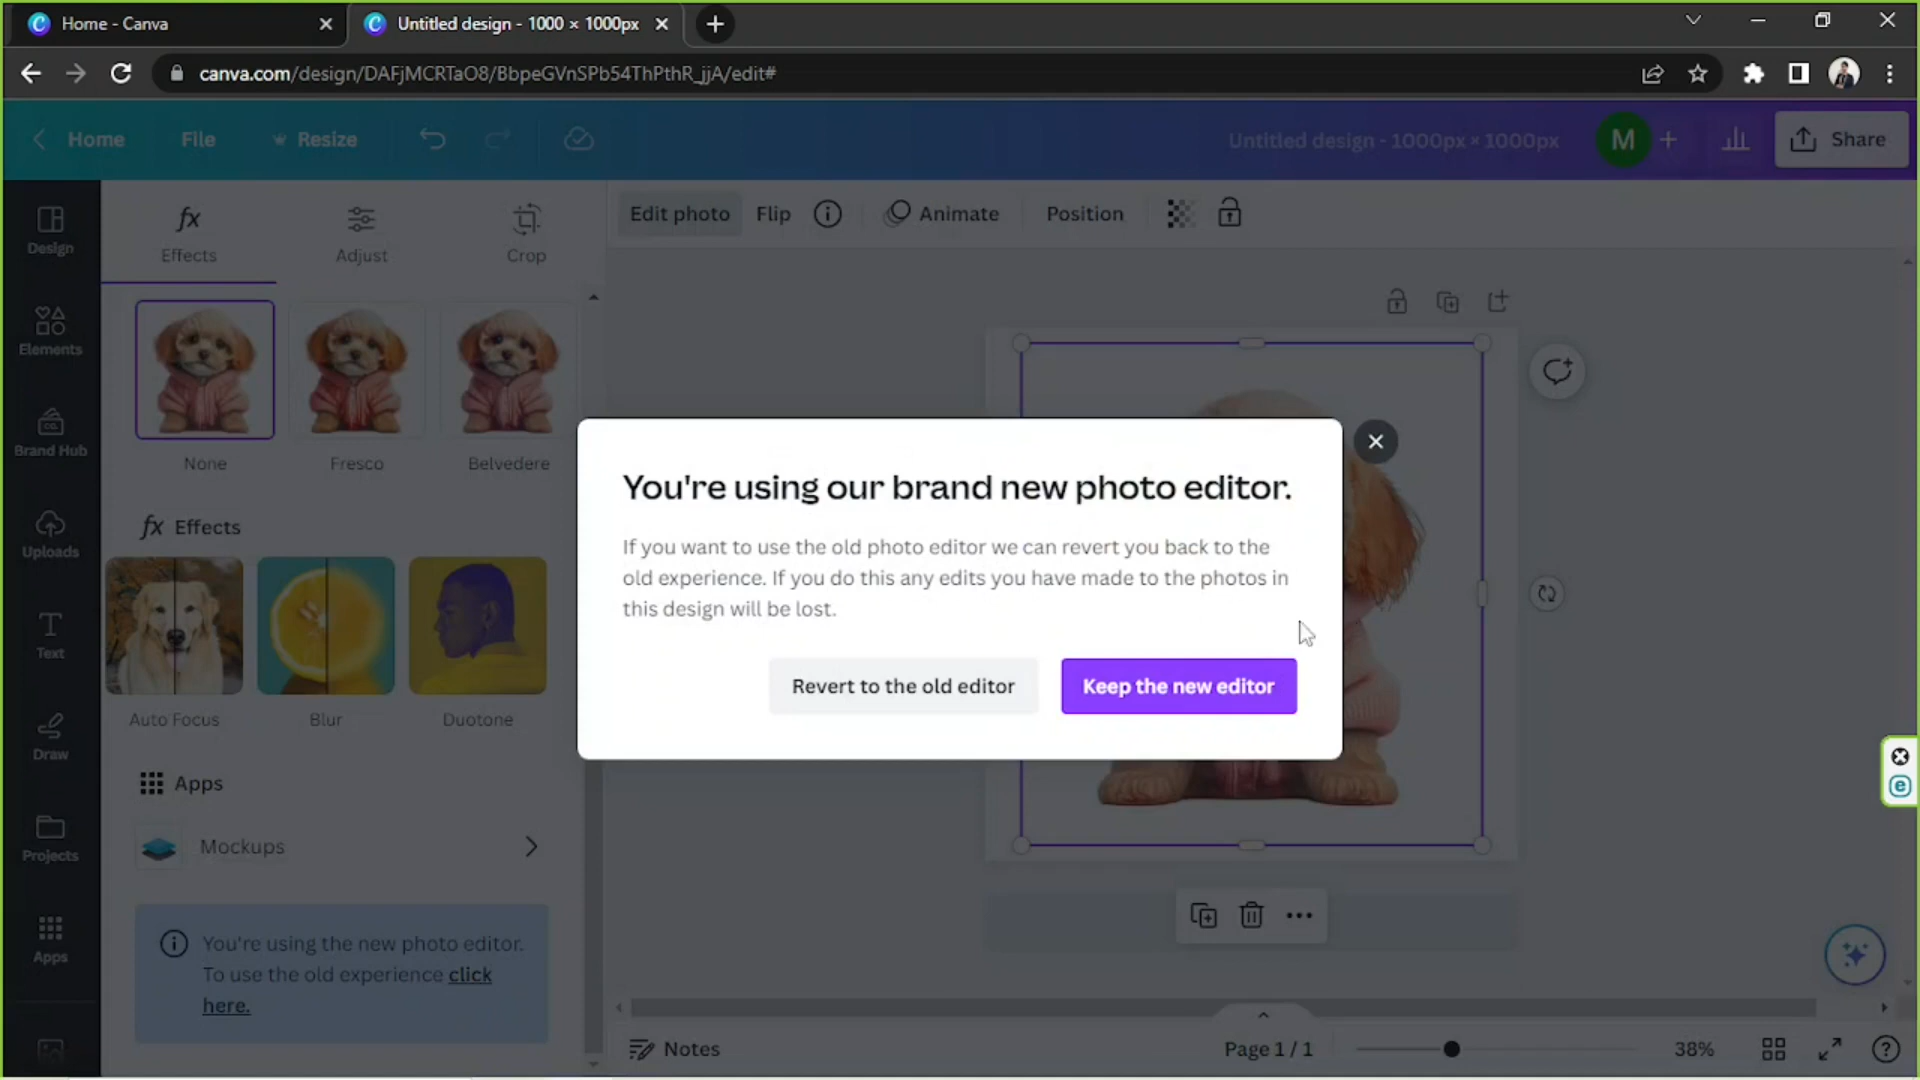 Home - Canva
Untitled design - 1000 × 1000px
canva.com/design/DAFjMCRTaO8/BbpeGVnSPb54ThPthR_jjA/edit#
Home
File
Resize
Untitled design - 1000px × 1000px
M
Share
Design
Elements
Brand Hub
Uploads
Text
Draw
Projects
Apps
fx
Effects
Adjust
Crop
None
Fresco
Belvedere
fx Effects
Auto Focus
Blur
Duotone
Apps
Mockups
You're using the new photo editor.
To use the old experience click
here.
Edit photo
Flip
Animate
Position
You're using our brand new photo editor.
If you want to use the old photo editor we can revert you back to the
old experience. If you do this any edits you have made to the photos in
this design will be lost.
Revert to the old editor
Keep the new editor
Notes
Page 1 / 1
38%